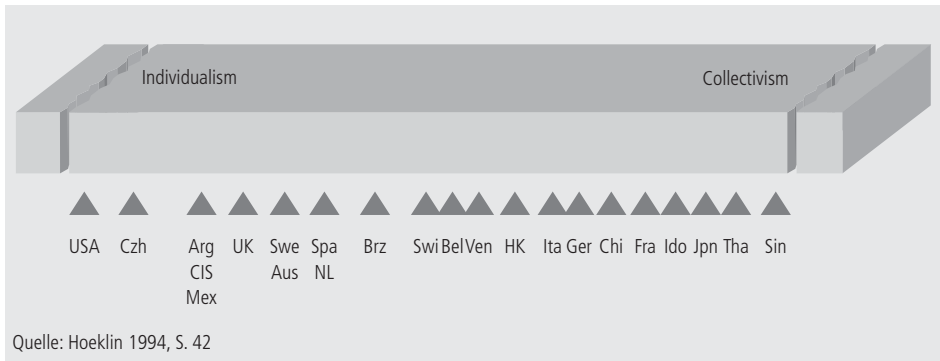 Individualism Collectivism
USA Czh Arg UK Swe Spa Brz Swi Bel Ven HK Ita Ger Chi Fra Ido Jpn Tha Sin
CIS Aus NL
Mex
Quelle: Hoeklin 1994, S. 42